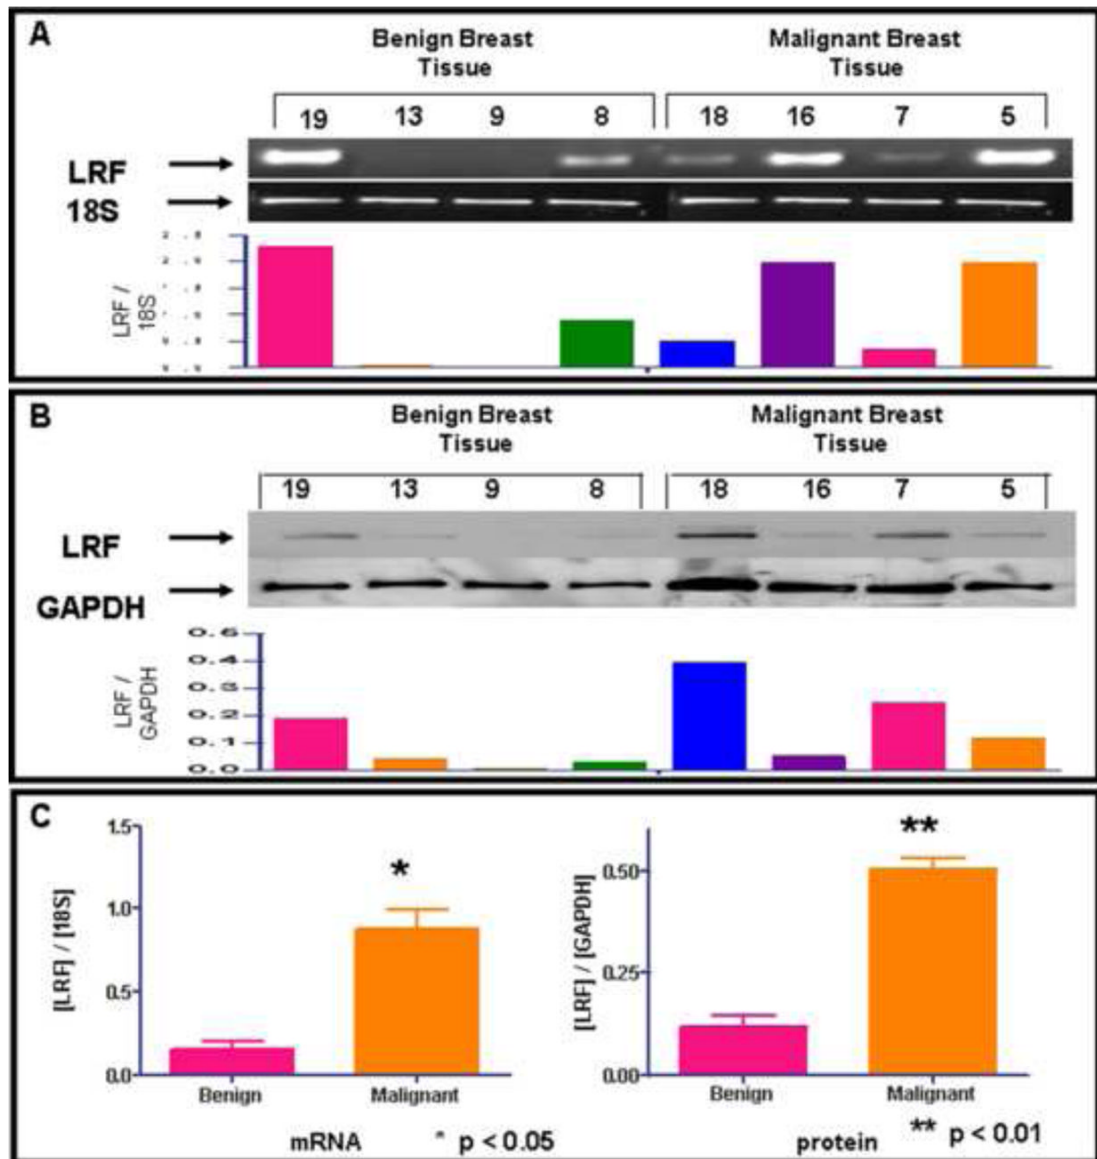 A
Benign Breast
Tissue
Malignant Breast
Tissue
19 13 9 8 18 16 7 5
LRF
18S
LRF /
18S
B
Benign Breast
Tissue
Malignant Breast
Tissue
19 13 9 8 18 16 7 5
LRF
GAPDH
LRF /
GAPDH
0.5
0.4
0.3
0.2
0.1
0.0
C
[LRF] / [18S]
1.5
1.0
0.5
0.0
*
Benign Malignant
mRNA * p < 0.05
[LRF] / [GAPDH]
0.50
0.25
0.00
**
Benign Malignant
protein ** p < 0.01